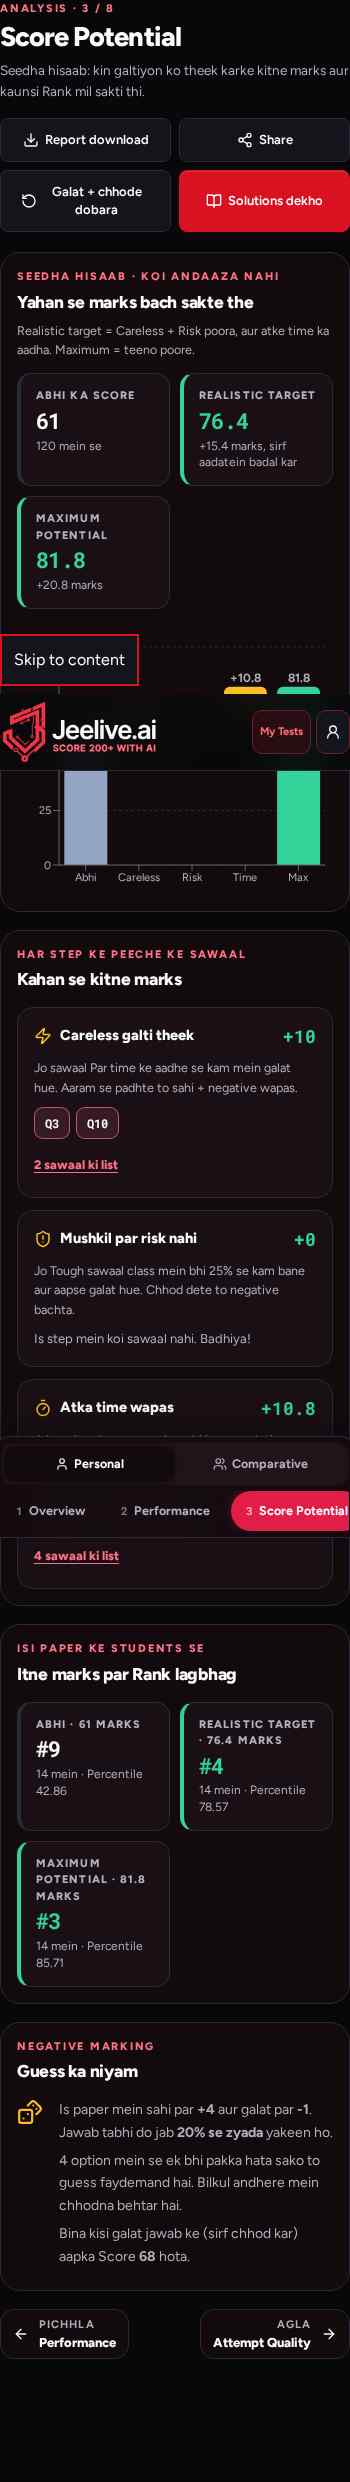 ANALYSIS · 3 / 8
Score Potential
Seedha hisaab: kin galtiyon ko theek karke kitne marks aur
kaunsi Rank mil sakti thi.
Report download
Share
Galat + chhode
dobara
Solutions dekho
SEEDHA HISAAB · KOI ANDAAZA NAHI
Yahan se marks bach sakte the
Realistic target = Careless + Risk poora, aur atke time ka
aadha. Maximum = teeno poore.
ABHI KA SCORE
61
120 mein se
REALISTIC TARGET
76.4
+15.4 marks, sirf
aadatein badal kar
MAXIMUM
POTENTIAL
81.8
+20.8 marks
Skip to content
+10.8
81.8
Jeelive.ai
SCORE 200+ WITH AI
My Tests
25
0
Abhi
Careless
Risk
Time
Max
HAR STEP KE PEECHE KE SAWAAL
Kahan se kitne marks
Careless galti theek
+10
Jo sawaal Par time ke aadhe se kam mein galat
hue. Aaram se padhte to sahi + negative wapas.
Q3
Q10
2 sawaal ki list
Mushkil par risk nahi
+0
Jo Tough sawaal class mein bhi 25% se kam bane
aur aapse galat hue. Chhod dete to negative
bachta.
Is step mein koi sawaal nahi. Badhiya!
Atka time wapas
+10.8
Personal
Comparative
1 Overview
2 Performance
3 Score Potential
4 sawaal ki list
ISI PAPER KE STUDENTS SE
Itne marks par Rank lagbhag
ABHI · 61 MARKS
#9
14 mein · Percentile
42.86
REALISTIC TARGET
· 76.4 MARKS
#4
14 mein · Percentile
78.57
MAXIMUM
POTENTIAL · 81.8
MARKS
#3
14 mein · Percentile
85.71
NEGATIVE MARKING
Guess ka niyam
Is paper mein sahi par +4 aur galat par -1.
Jawab tabhi do jab 20% se zyada yakeen ho.
4 option mein se ek bhi pakka hata sako to
guess faydemand hai. Bilkul andhere mein
chhodna behtar hai.
Bina kisi galat jawab ke (sirf chhod kar)
aapka Score 68 hota.
PICHHLA
Performance
AGLA
Attempt Quality